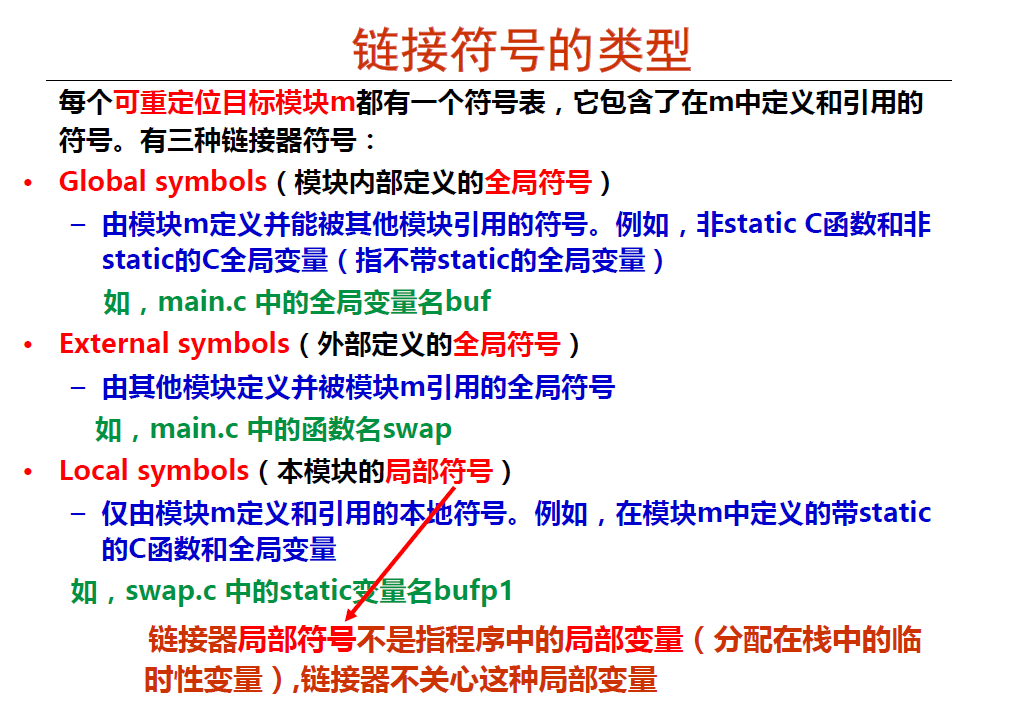 链接符号的类型
每个可重定位目标模块m都有一个符号表，它包含了在m中定义和引用的
符号。有三种链接器符号：
• Global symbols（模块内部定义的全局符号）
– 由模块m定义并能被其他模块引用的符号。例如，非static C函数和非
static的C全局变量（指不带static的全局变量）
如，main.c 中的全局变量名buf
• External symbols（外部定义的全局符号）
– 由其他模块定义并被模块m引用的全局符号
如，main.c 中的函数名swap
• Local symbols（本模块的局部符号）
– 仅由模块m定义和引用的本地符号。例如，在模块m中定义的带static
的C函数和全局变量
如，swap.c 中的static变量名bufp1
链接器局部符号不是指程序中的局部变量（分配在栈中的临
时性变量）,链接器不关心这种局部变量